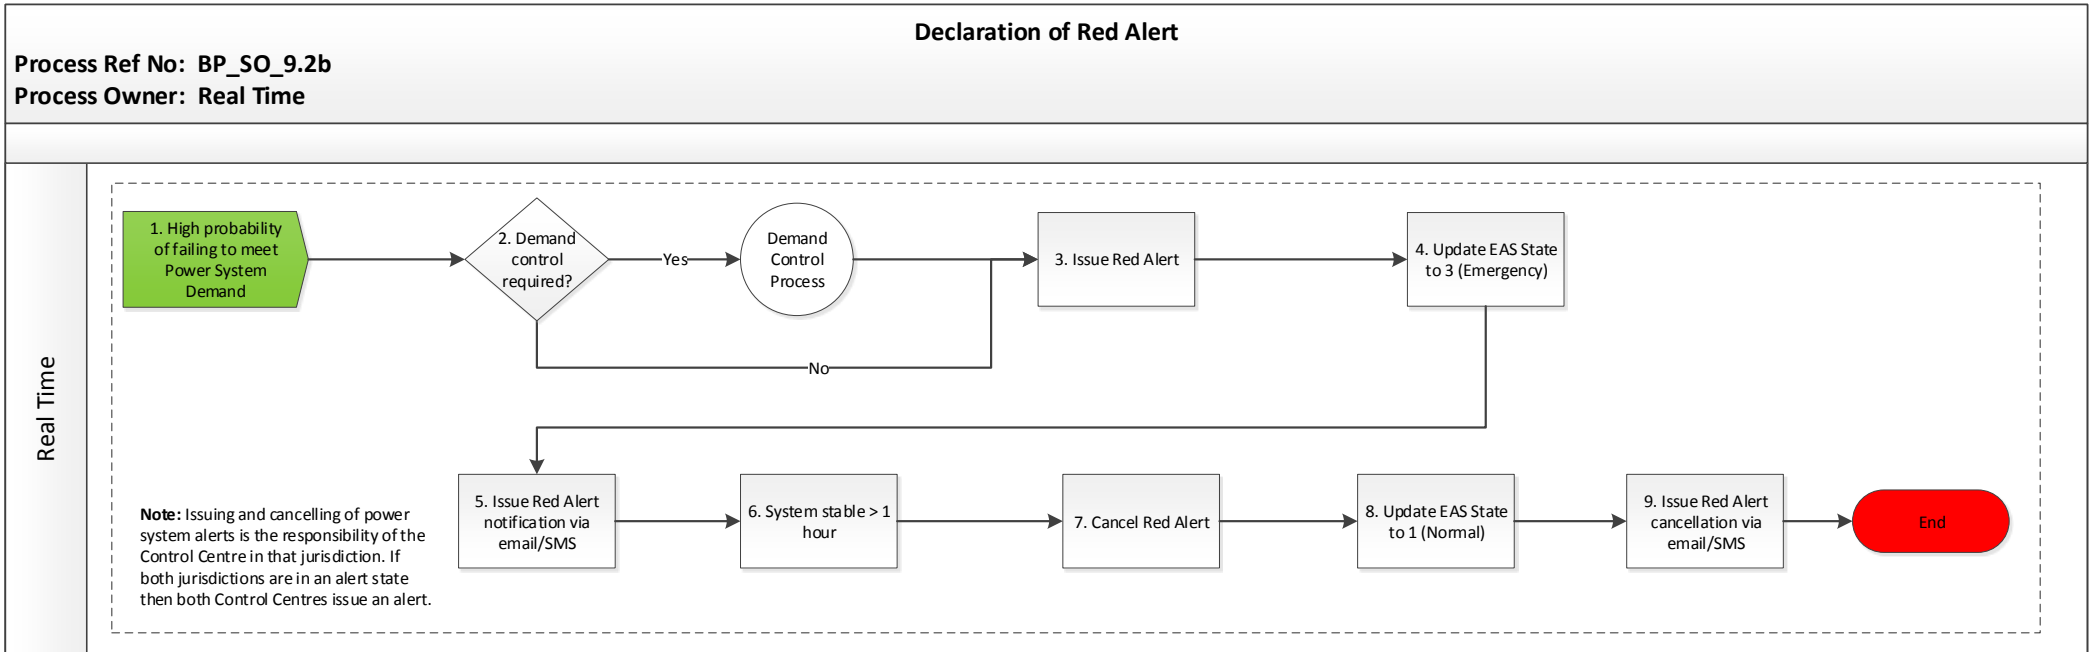 Declaration of Red Alert
Process Ref No: BP_SO_9.2b
Process Owner: Real Time
Real Time
1. High probability
of failing to meet
Power System
Demand
2. Demand
control
required?
Yes
No
Demand
Control
Process
3. Issue Red Alert
4. Update EAS State
to 3 (Emergency)
Note: Issuing and cancelling of power
system alerts is the responsibility of the
Control Centre in that jurisdiction. If
both jurisdictions are in an alert state
then both Control Centres issue an alert.
5. Issue Red Alert
notification via
email/SMS
6. System stable > 1
hour
7. Cancel Red Alert
8. Update EAS State
to 1 (Normal)
9. Issue Red Alert
cancellation via
email/SMS
End